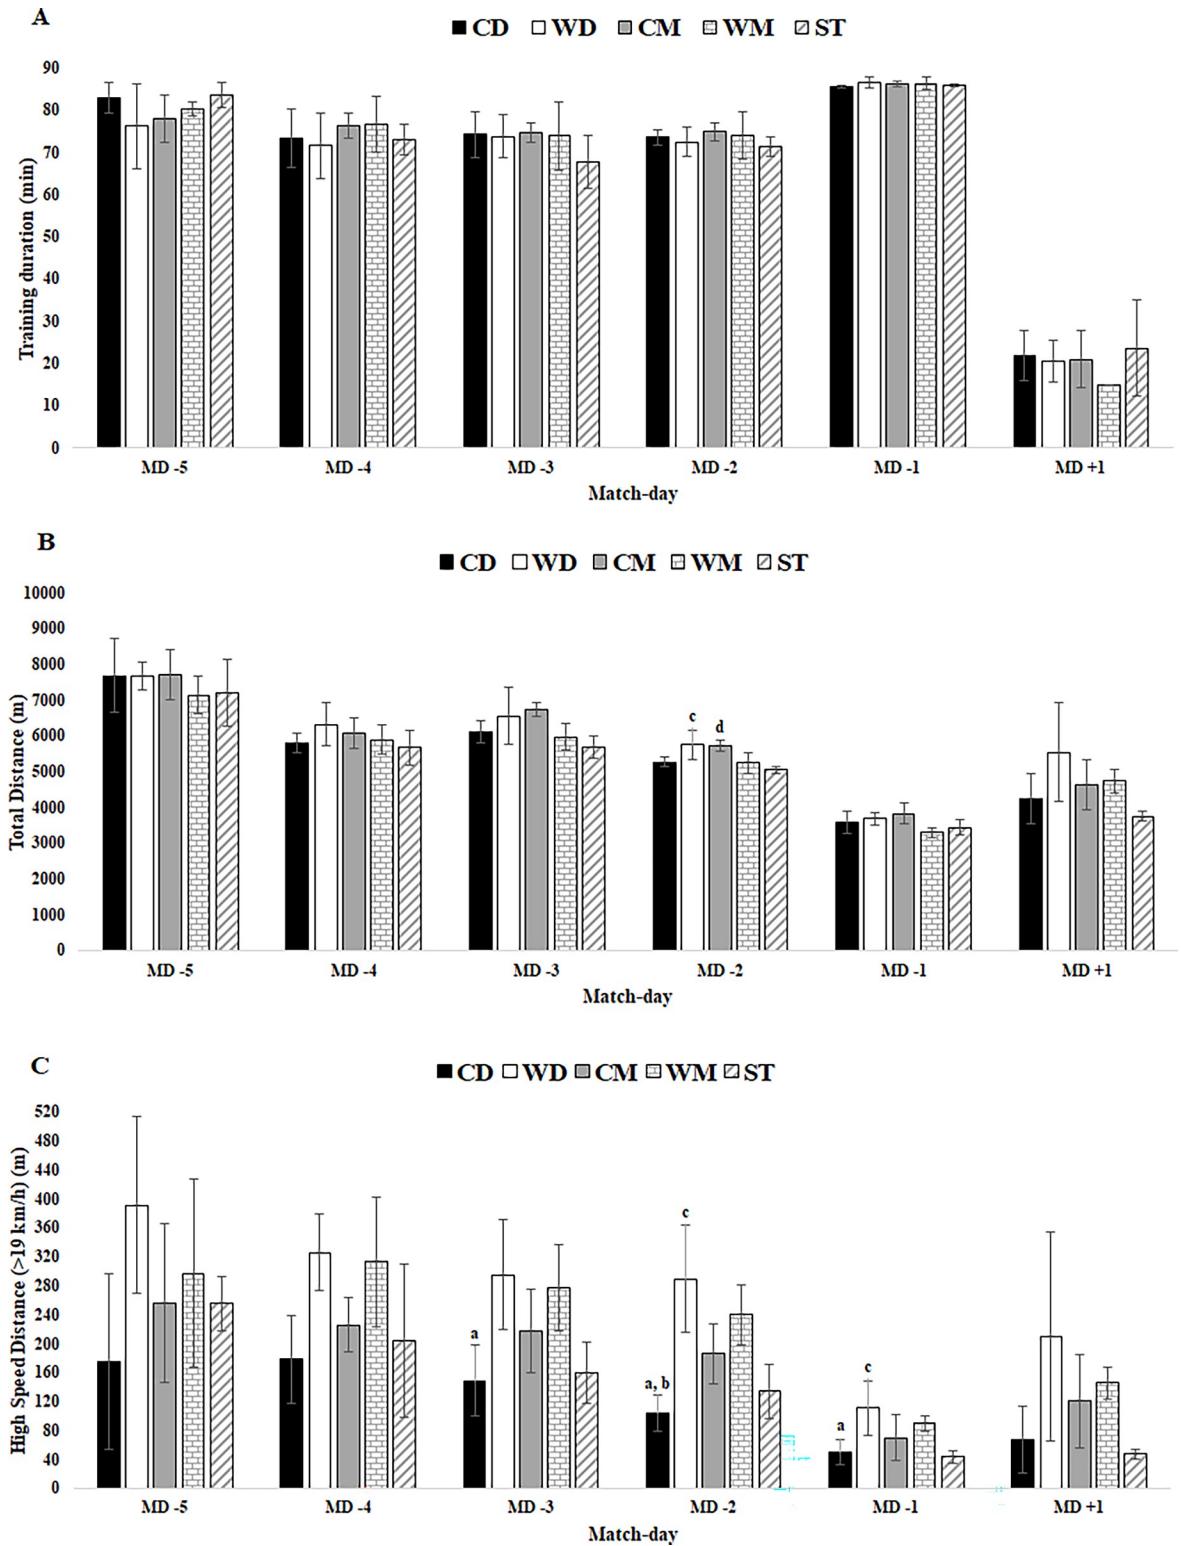 A
CD WD CM WM ST
Training duration (min)
90
80
70
60
50
40
30
20
10
0
MD -5 MD -4 MD -3 MD -2 MD -1 MD +1
Match-day
B
CD WD CM WM ST
Total Distance (m)
10000
9000
8000
7000
6000
5000
4000
3000
2000
1000
0
c d
MD -5 MD -4 MD -3 MD -2 MD -1 MD +1
Match-day
C
CD WD CM WM ST
High Speed Distance (>19 km/h) (m)
520
480
440
400
360
320
280
240
200
160
120
80
40
0
a a, b c a c
MD -5 MD -4 MD -3 MD -2 MD -1 MD +1
Match-day